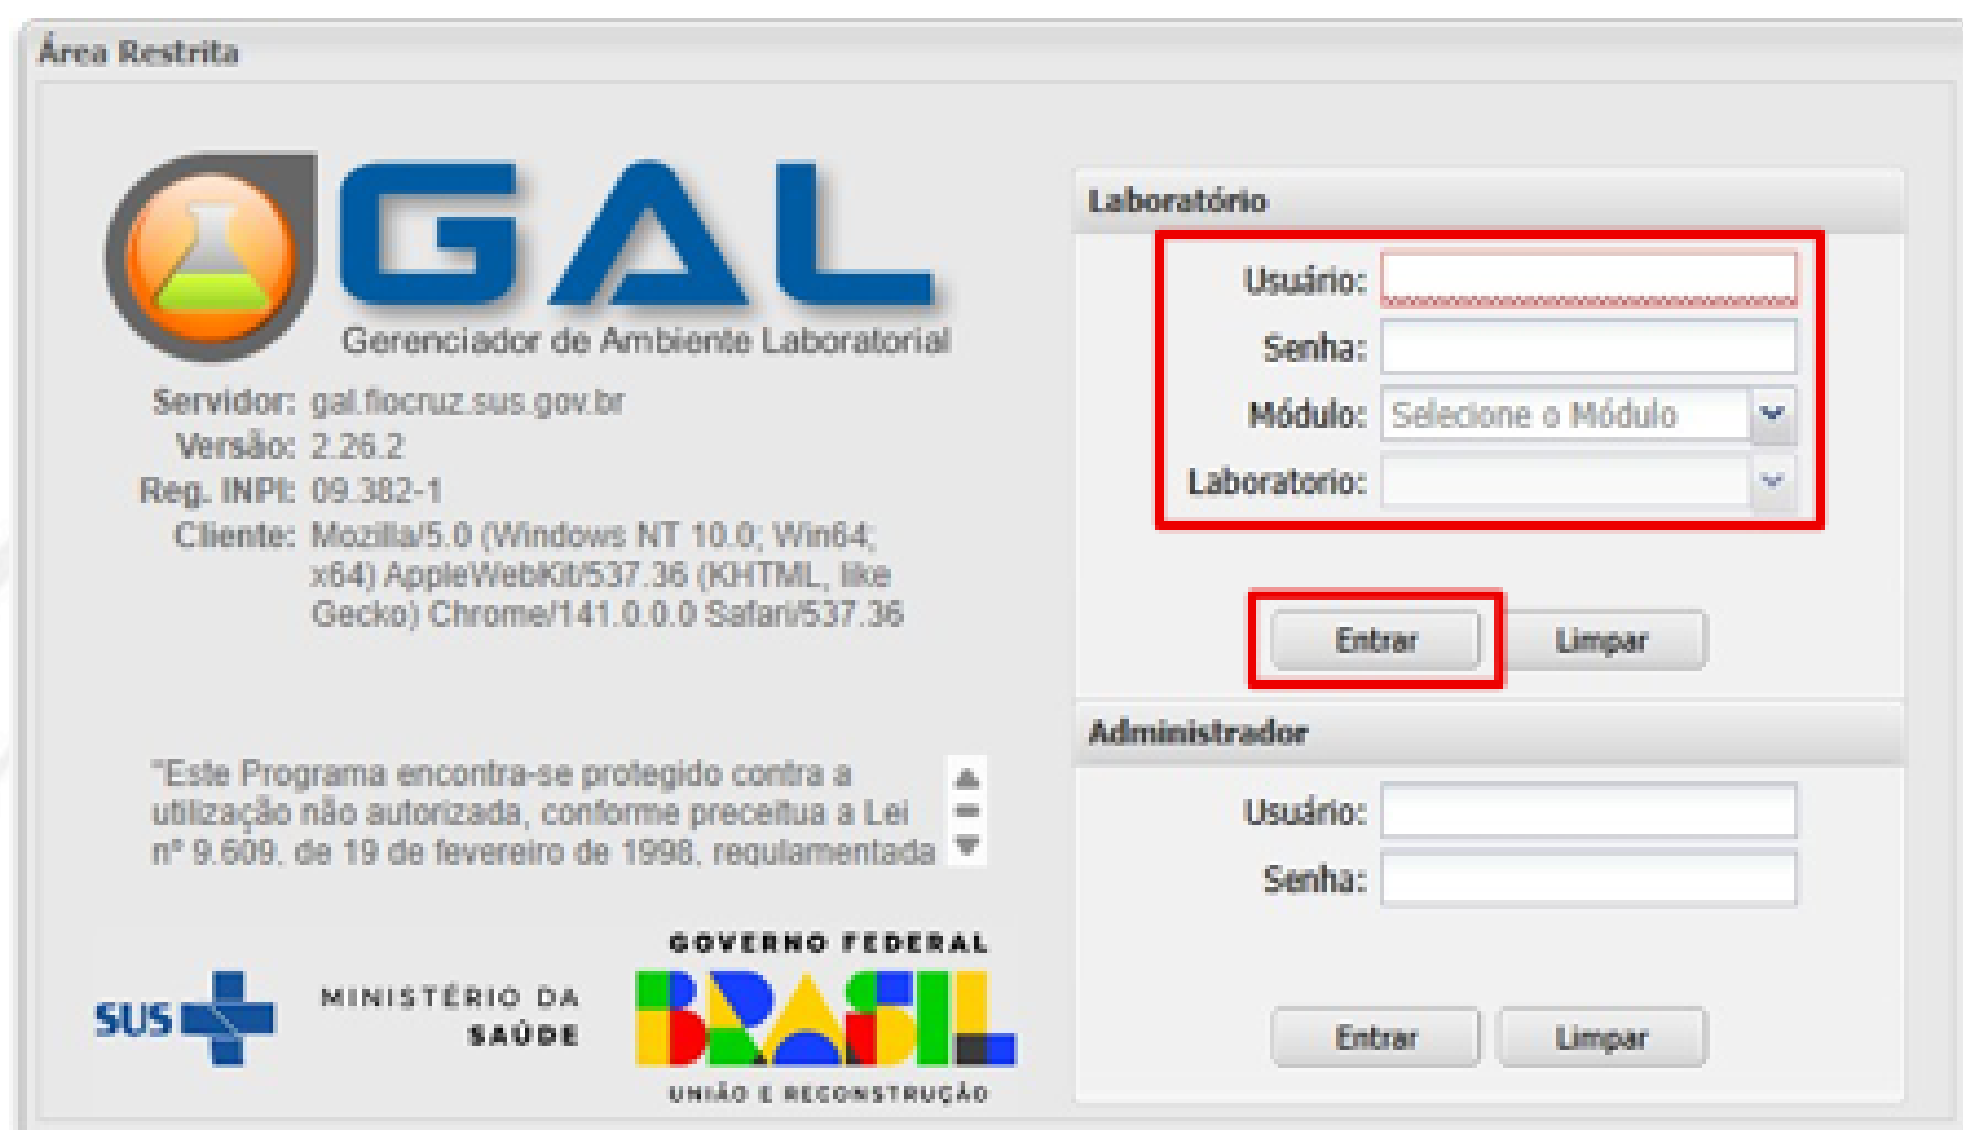 Área Restrita
GAL
Gerenciador de Ambiente Laboratorial
Servidor: gal.fiocruz.sus.gov.br
Versão: 2.26.2
Reg. INPI: 09.382-1
Cliente: Mozilla/5.0 (Windows NT 10.0; Win64;
x64) AppleWebKit/537.36 (KHTML, like
Gecko) Chrome/141.0.0.0 Safari/537.36
"Este Programa encontra-se protegido contra a
utilização não autorizada, conforme preceitua a Lei
nº 9.609, de 19 de fevereiro de 1998, regulamentada
SUS
MINISTÉRIO DA
SAÚDE
GOVERNO FEDERAL
BRASIL
UNIÃO E RECONSTRUÇÃO
Laboratório
Usuário:
Senha:
Módulo: Selecione o Módulo
Laboratorio:
Entrar Limpar
Administrador
Usuário:
Senha:
Entrar Limpar